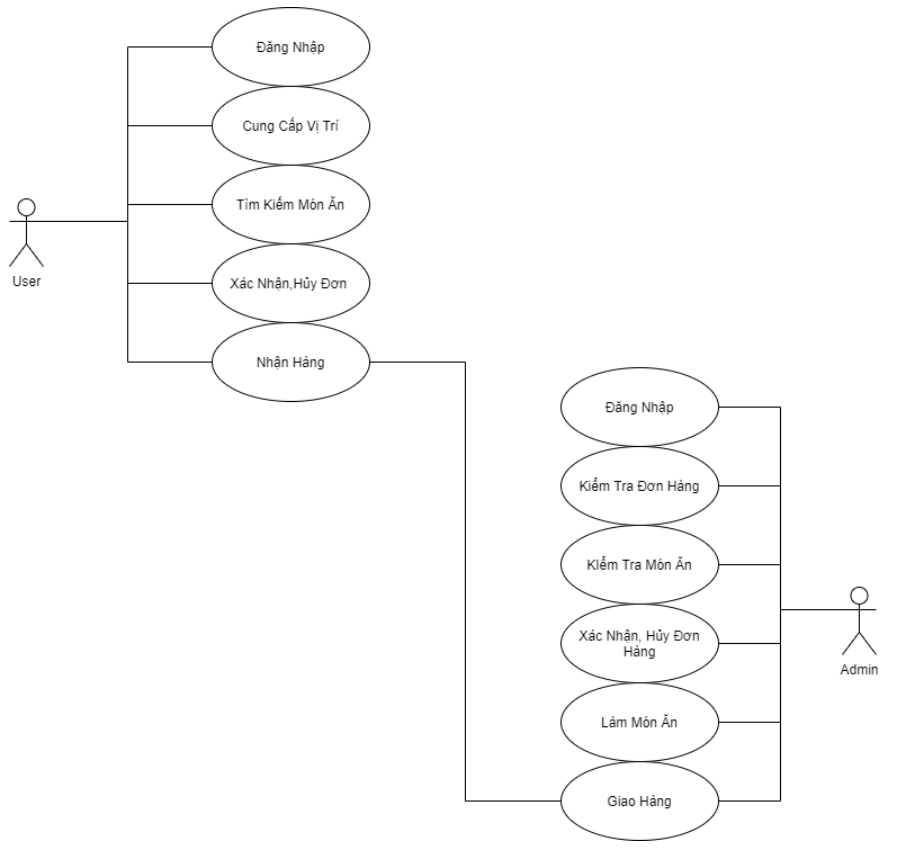 Đăng Nhập
Cung Cấp Vị Trí
Tìm Kiếm Món Ăn
User
Xác Nhận,Hủy Đơn
Nhận Hàng
Đăng Nhập
Kiểm Tra Đơn Hàng
Kiểm Tra Món Ăn
Xác Nhận, Hủy Đơn
Hàng
Admin
Làm Món Ăn
Giao Hàng